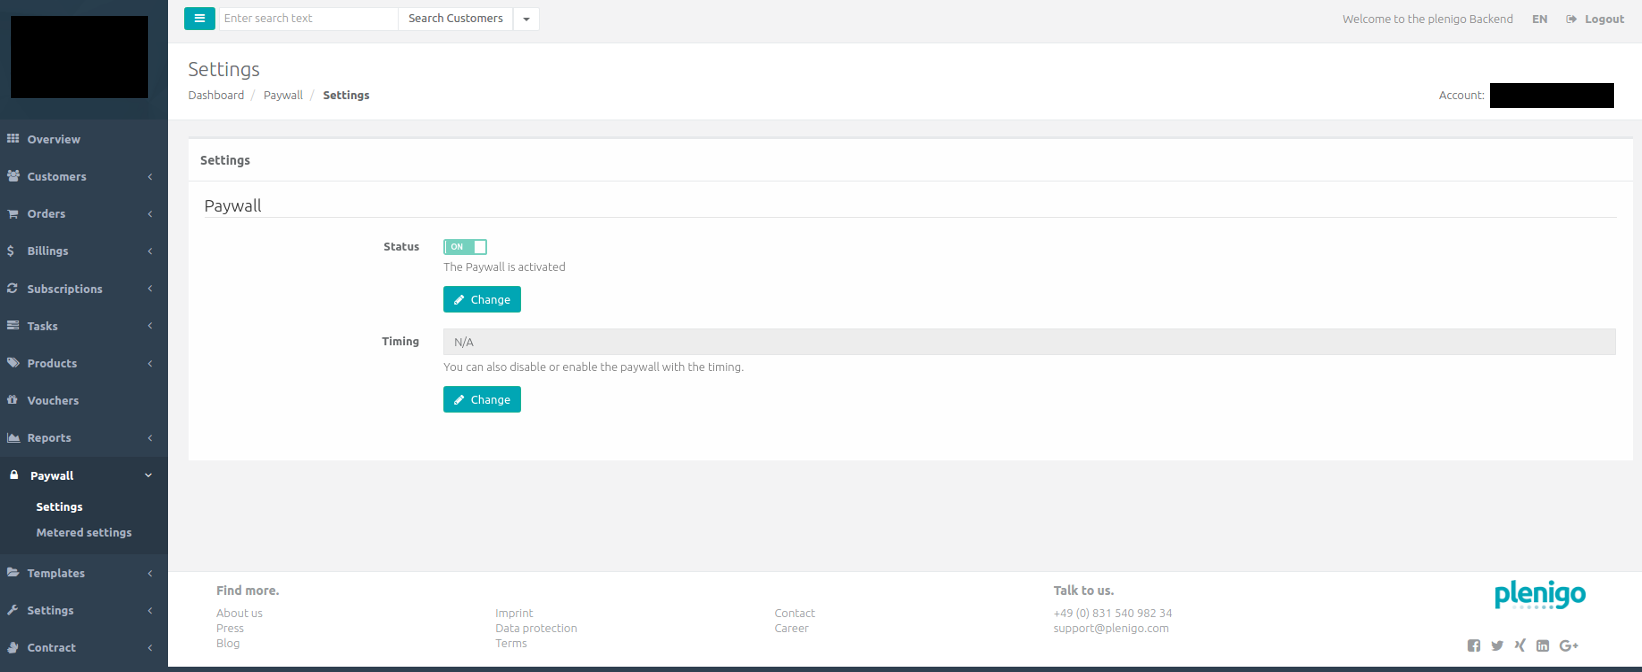 Enter search text
Search Customers
Welcome to the plenigo Backend
EN
Logout
Settings
Dashboard / Paywall / Settings
Account:
Overview
Customers
Orders
Billings
Subscriptions
Tasks
Products
Vouchers
Reports
Paywall
Settings
Metered settings
Templates
Settings
Contract
Settings
Paywall
Status
ON
The Paywall is activated
Change
Timing
N/A
You can also disable or enable the paywall with the timing.
Change
Find more.
About us
Press
Blog
Imprint
Data protection
Terms
Contact
Career
Talk to us.
+49 (0) 831 540 982 34
support@plenigo.com
plenigo